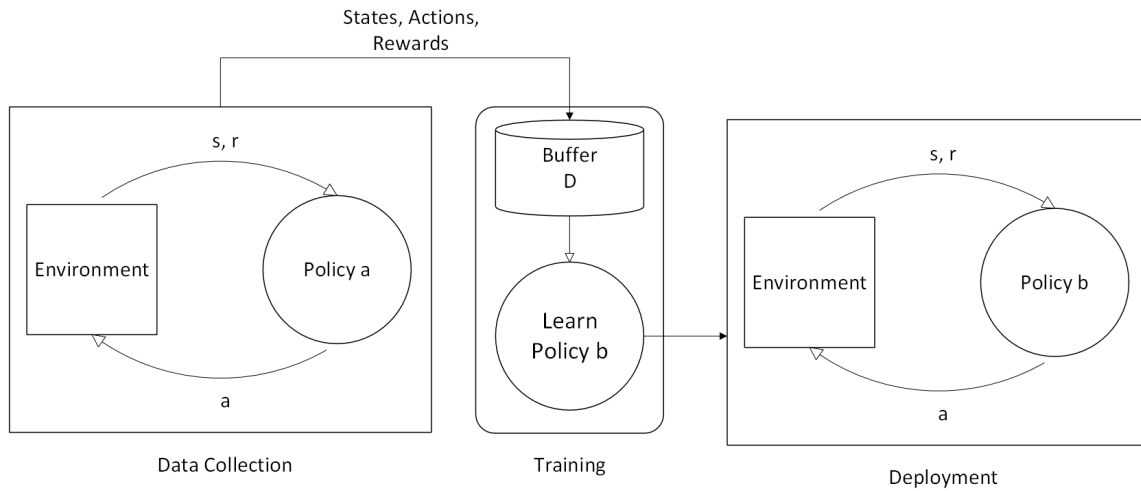 States, Actions,
Rewards
s, r
Environment
Policy a
a
Data Collection
Buffer
D
Learn
Policy b
Training
s, r
Environment
Policy b
a
Deployment